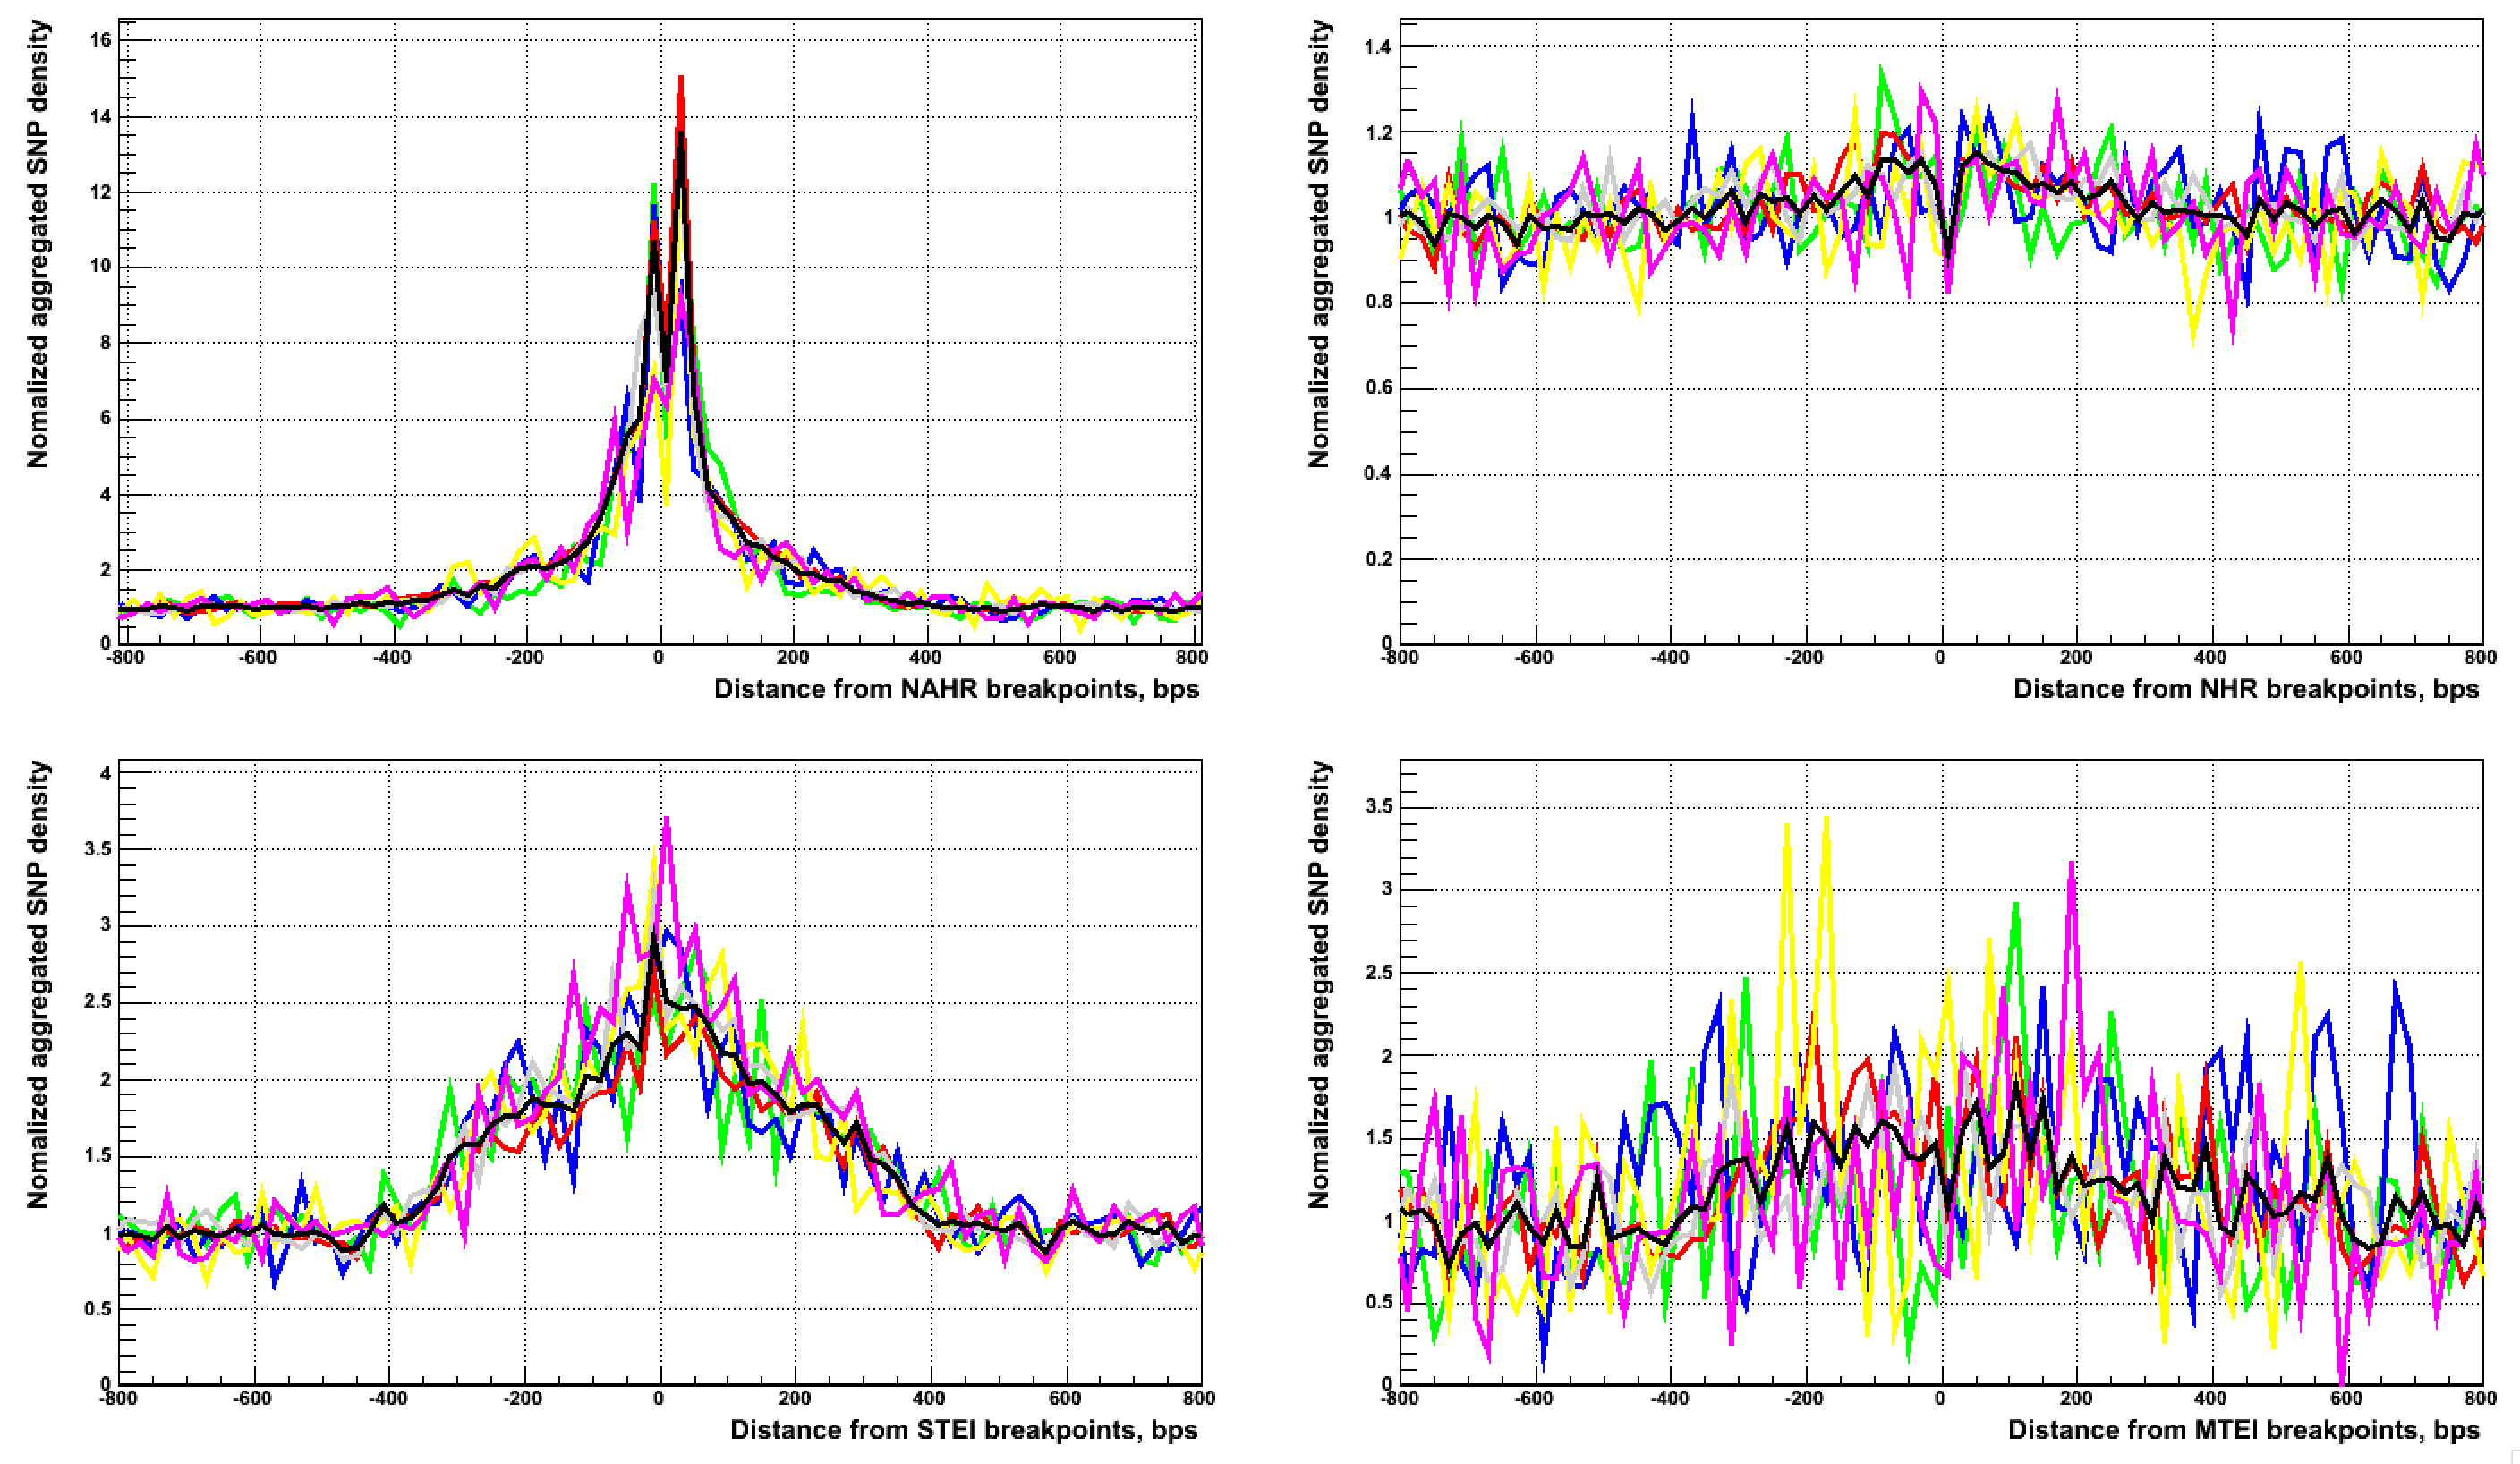 Nomalized aggregated SNP density
16
14
12
10
8
6
4
2
0
-800 -600 -400 -200 0 200 400 600 800
Distance from NAHR breakpoints, bps
Nomalized aggregated SNP density
1.4
1.2
1
0.8
0.6
0.4
0.2
0
-800 -600 -400 -200 0 200 400 600 800
Distance from NHR breakpoints, bps
Nomalized aggregated SNP density
4
3.5
3
2.5
2
1.5
1
0.5
0
-800 -600 -400 -200 0 200 400 600 800
Distance from STEI breakpoints, bps
Nomalized aggregated SNP density
3.5
3
2.5
2
1.5
1
0.5
0
-800 -600 -400 -200 0 200 400 600 800
Distance from MTEI breakpoints, bps